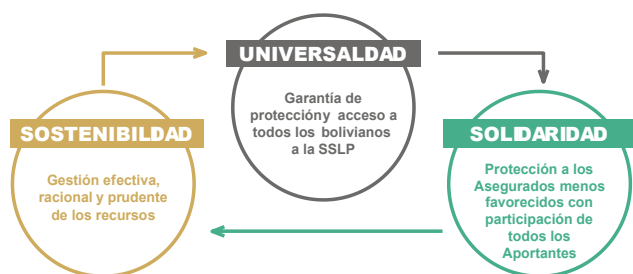 UNIVERSALDAD
Garantía de
proteccióny acceso a
todos los bolivianos
a la SSLP
SOSTENIBILDAD
Gestión efectiva,
racional y prudente
de los recursos
SOLIDARIDAD
Protección a los
Asegurados menos
favorecidos con
participación de
todos los
Aportantes